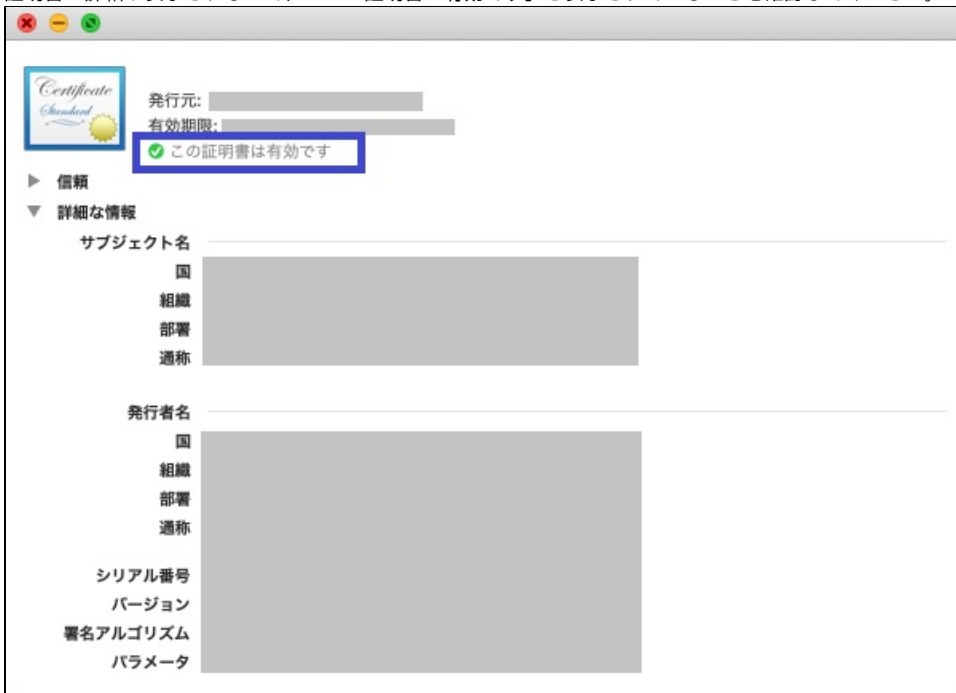 Certificate
Standard
発行元:
有効期限:
この証明書は有効です
信頼
詳細な情報
サブジェクト名
国
組織
部署
通称
発行者名
国
組織
部署
通称
シリアル番号
バージョン
署名アルゴリズム
パラメータ